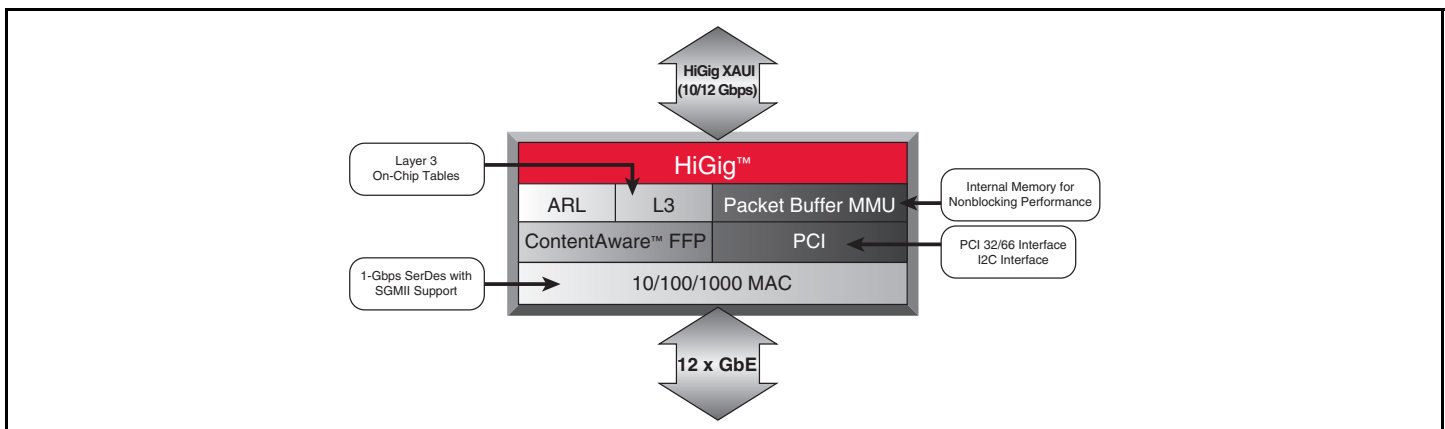 HiGig XAUI
(10/12 Gbps)
Layer 3
On-Chip Tables
HiGig™
Internal Memory for
Nonblocking Performance
ARL
L3
Packet Buffer MMU
ContentAware™ FFP
PCI
PCI 32/66 Interface
I2C Interface
1-Gbps SerDes with
SGMII Support
10/100/1000 MAC
12 x GbE